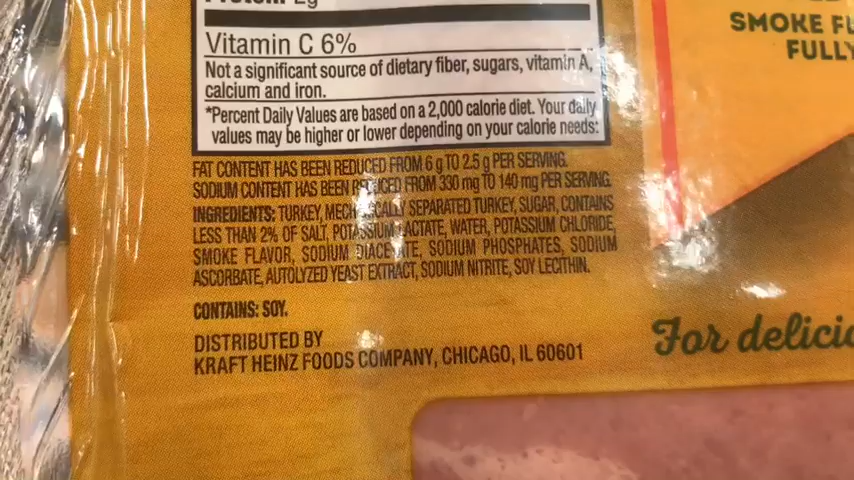 Protein 2g
Vitamin C 6%
Not a significant source of dietary fiber, sugars, vitamin A,
calcium and iron.
*Percent Daily Values are based on a 2,000 calorie diet. Your daily
values may be higher or lower depending on your calorie needs:
FAT CONTENT HAS BEEN REDUCED FROM 6 g TO 2.5 g PER SERVING.
SODIUM CONTENT HAS BEEN REDUCED FROM 330 mg TO 140 mg PER SERVING.
INGREDIENTS: TURKEY, MECHANICALLY SEPARATED TURKEY, SUGAR, CONTAINS
LESS THAN 2% OF SALT, POTASSIUM LACTATE, WATER, POTASSIUM CHLORIDE,
SMOKE FLAVOR, SODIUM DIACETATE, SODIUM PHOSPHATES, SODIUM
ASCORBATE, AUTOLYZED YEAST EXTRACT, SODIUM NITRITE, SOY LECITHIN.
CONTAINS: SOY.
DISTRIBUTED BY
KRAFT HEINZ FOODS COMPANY, CHICAGO, IL 60601
SMOKE FL
FULLY
For delicio